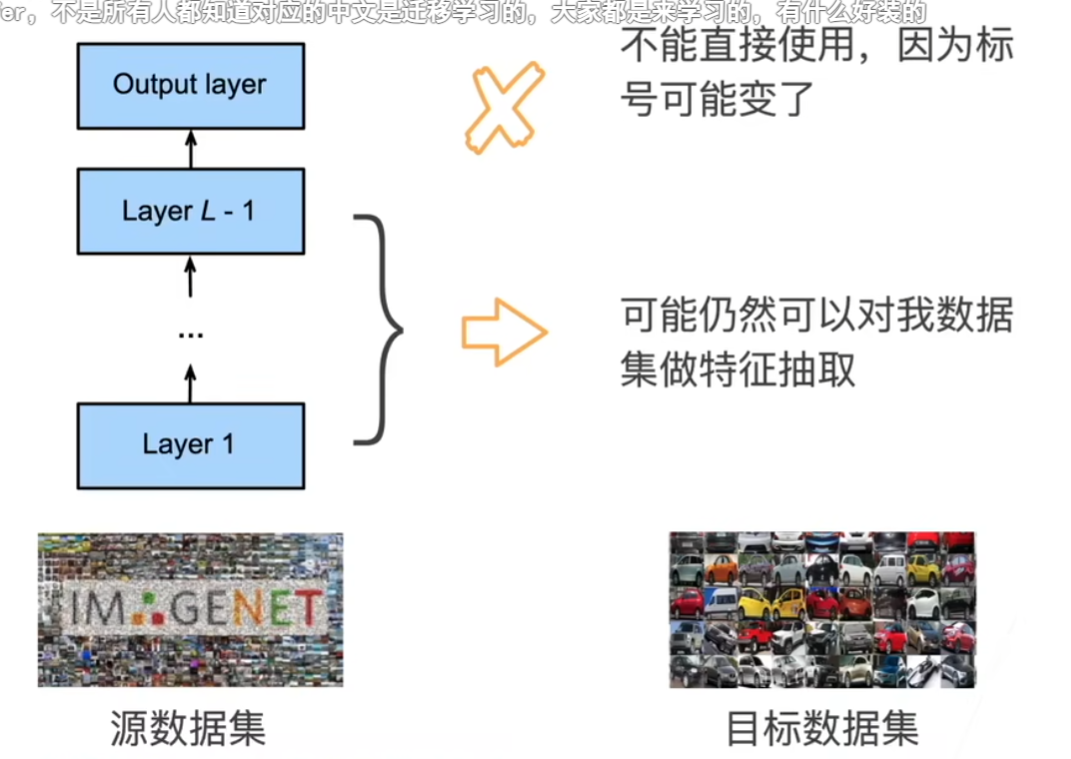 er，不是所有人都知道对应的中文是迁移学习的，大家都是来学习的，有什么好装的
Output layer
不能直接使用，因为标
号可能变了
Layer L - 1
...
可能仍然可以对我数据
集做特征抽取
Layer 1
IMAGENET
源数据集
目标数据集